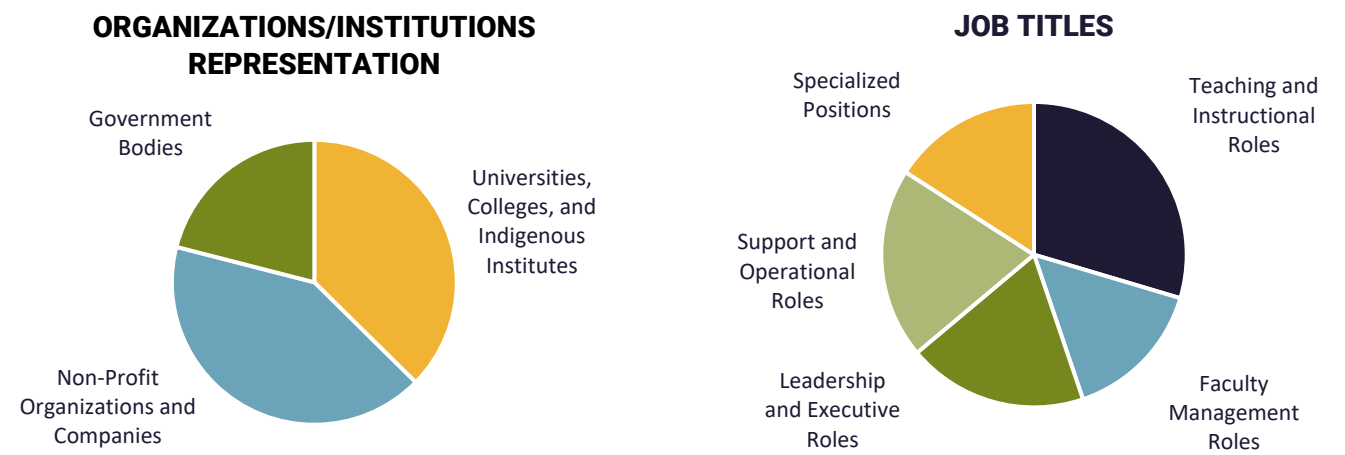 ORGANIZATIONS/INSTITUTIONS
REPRESENTATION
Government
Bodies
Universities,
Colleges, and
Indigenous
Institutes
Non-Profit
Organizations and
Companies
JOB TITLES
Specialized
Positions
Teaching and
Instructional
Roles
Support and
Operational
Roles
Leadership
and Executive
Roles
Faculty
Management
Roles